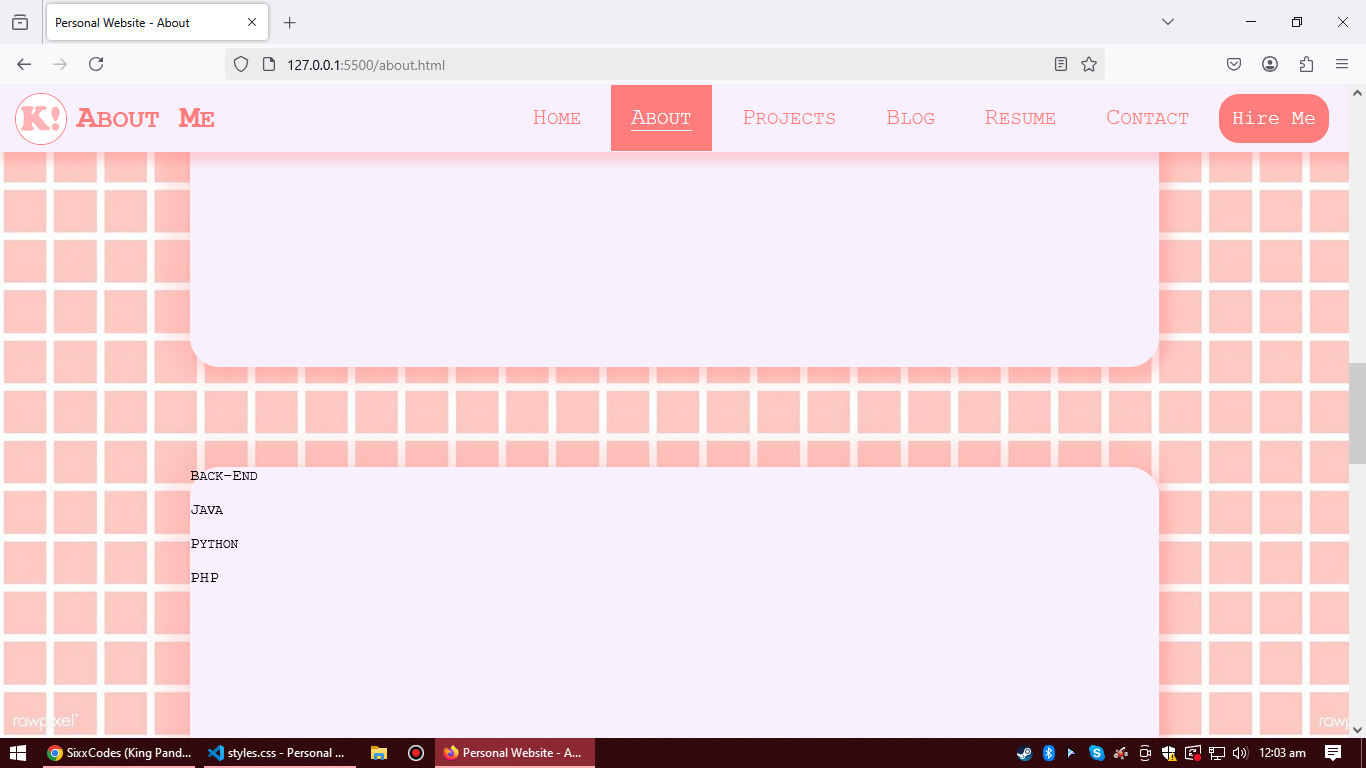 Personal Website - About
127.0.0.1:5500/about.html
K! About Me
Home About Projects Blog Resume Contact Hire Me
Back-End
Java
Python
PHP
rawpixel
rawp
SixxCodes (King Pand...
styles.css - Personal ...
Personal Website - A...
12:03 am